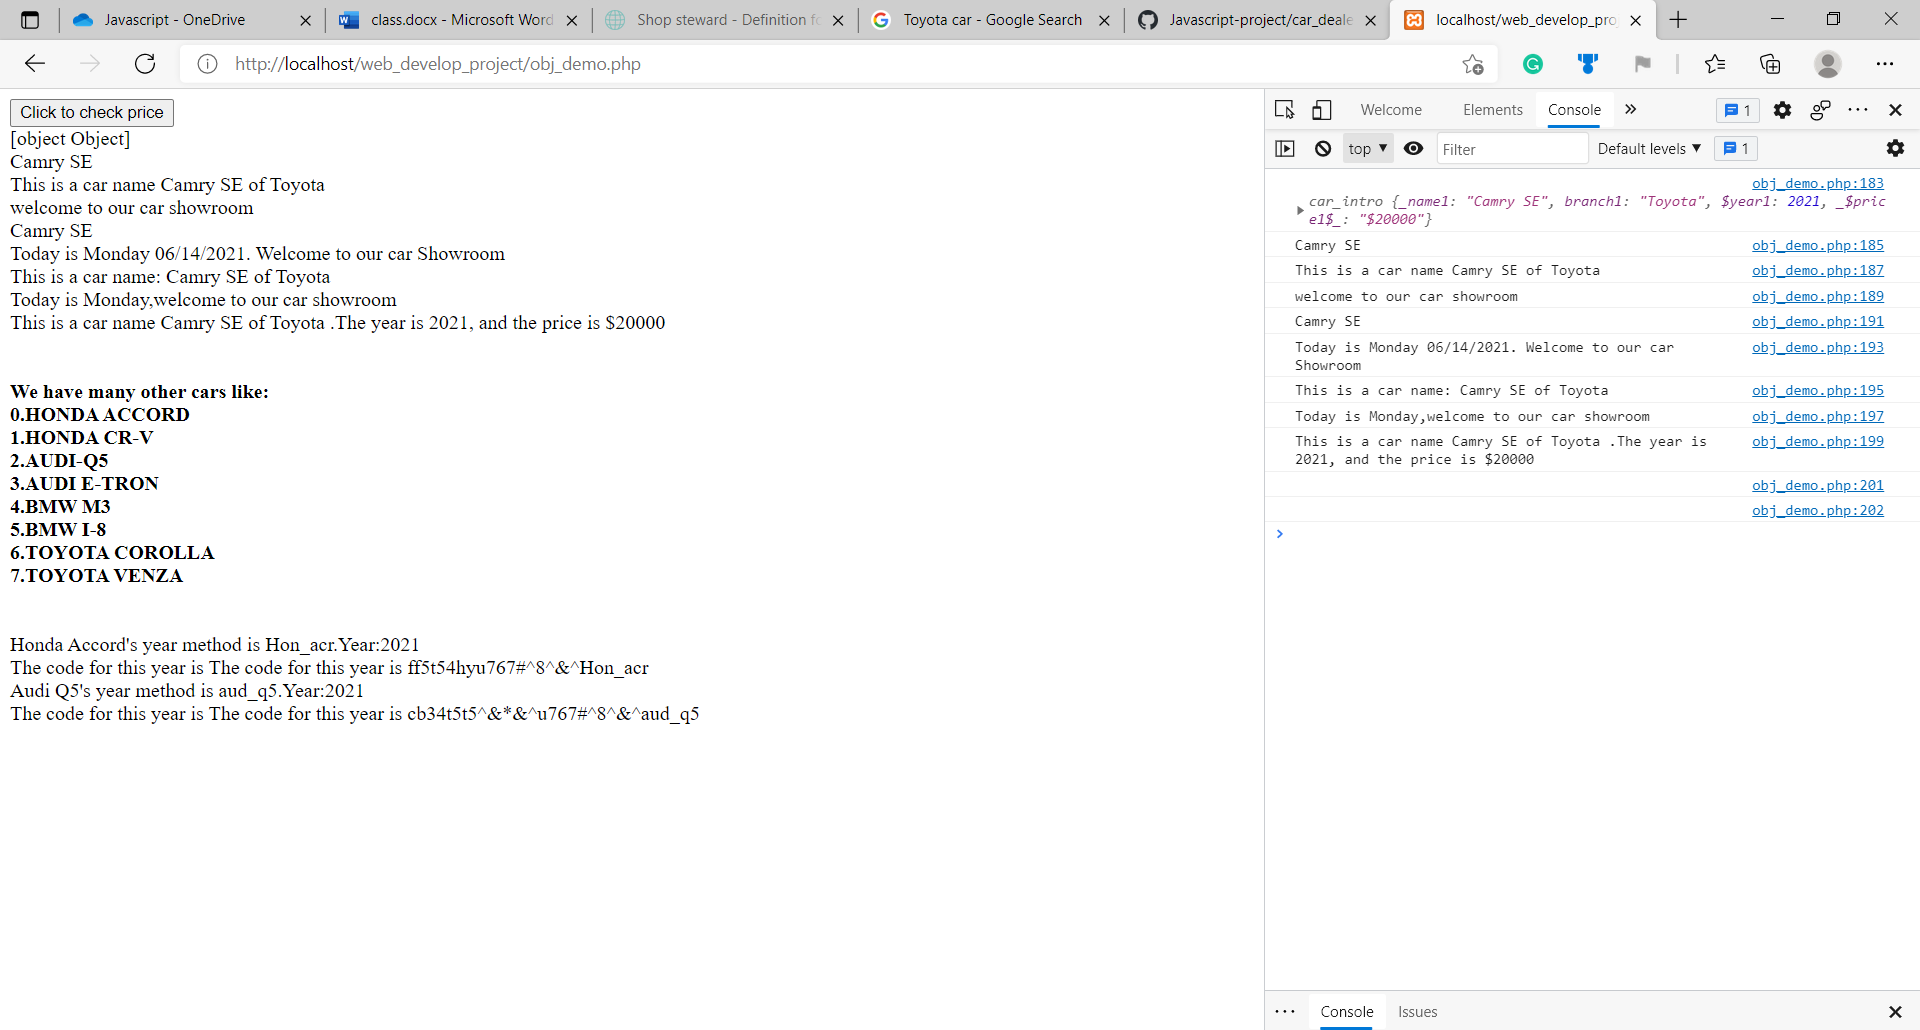 Javascript - OneDrive
class.docx - Microsoft Word
Shop steward - Definition fo
Toyota car - Google Search
Javascript-project/car_deale
localhost/web_develop_pro
http://localhost/web_develop_project/obj_demo.php
Click to check price
[object Object]
Camry SE
This is a car name Camry SE of Toyota
welcome to our car showroom
Camry SE
Today is Monday 06/14/2021. Welcome to our car Showroom
This is a car name: Camry SE of Toyota
Today is Monday,welcome to our car showroom
This is a car name Camry SE of Toyota .The year is 2021, and the price is $20000
We have many other cars like:
0.HONDA ACCORD
1.HONDA CR-V
2.AUDI-Q5
3.AUDI E-TRON
4.BMW M3
5.BMW I-8
6.TOYOTA COROLLA
7.TOYOTA VENZA
Honda Accord's year method is Hon_acr.Year:2021
The code for this year is The code for this year is ff5t54hyu767#^8^&^Hon_acr
Audi Q5's year method is aud_q5.Year:2021
The code for this year is The code for this year is cb34t5t5^&*&^u767#^8^&^aud_q5
Welcome Elements Console 1
top Filter Default levels 1
obj_demo.php:183
car_intro {_name1: "Camry SE", branch1: "Toyota", $year1: 2021, _$pric
e1$_: "$20000"}
Camry SE obj_demo.php:185
This is a car name Camry SE of Toyota obj_demo.php:187
welcome to our car showroom obj_demo.php:189
Camry SE obj_demo.php:191
Today is Monday 06/14/2021. Welcome to our car obj_demo.php:193
Showroom
This is a car name: Camry SE of Toyota obj_demo.php:195
Today is Monday,welcome to our car showroom obj_demo.php:197
This is a car name Camry SE of Toyota .The year is obj_demo.php:199
2021, and the price is $20000
obj_demo.php:201
obj_demo.php:202
Console Issues